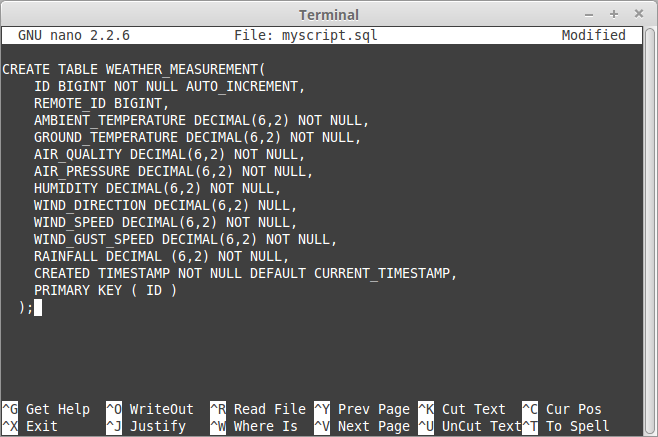 Terminal
GNU nano 2.2.6 File: myscript.sql Modified
CREATE TABLE WEATHER_MEASUREMENT(
ID BIGINT NOT NULL AUTO_INCREMENT,
REMOTE_ID BIGINT,
AMBIENT_TEMPERATURE DECIMAL(6,2) NOT NULL,
GROUND_TEMPERATURE DECIMAL(6,2) NOT NULL,
AIR_QUALITY DECIMAL(6,2) NOT NULL,
AIR_PRESSURE DECIMAL(6,2) NOT NULL,
HUMIDITY DECIMAL(6,2) NOT NULL,
WIND_DIRECTION DECIMAL(6,2) NULL,
WIND_SPEED DECIMAL(6,2) NOT NULL,
WIND_GUST_SPEED DECIMAL(6,2) NOT NULL,
RAINFALL DECIMAL (6,2) NOT NULL,
CREATED TIMESTAMP NOT NULL DEFAULT CURRENT_TIMESTAMP,
PRIMARY KEY ( ID )
);
^G Get Help ^O WriteOut ^R Read File ^Y Prev Page ^K Cut Text ^C Cur Pos
^X Exit ^J Justify ^W Where Is ^V Next Page ^U UnCut Text ^T To Spell